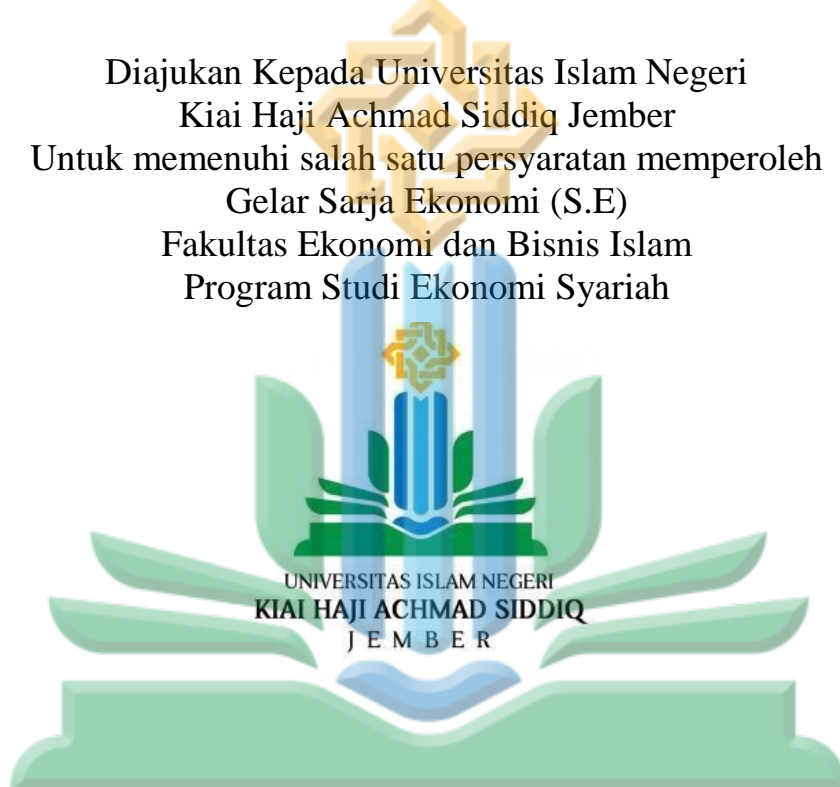 Diajukan Kepada Universitas Islam Negeri
Kiai Haji Achmad Siddiq Jember
Untuk memenuhi salah satu persyaratan memperoleh
Gelar Sarja Ekonomi (S.E)
Fakultas Ekonomi dan Bisnis Islam
Program Studi Ekonomi Syariah
UNIVERSITAS ISLAM NEGERI
KIAI HAJI ACHMAD SIDDIQ
JEMBER